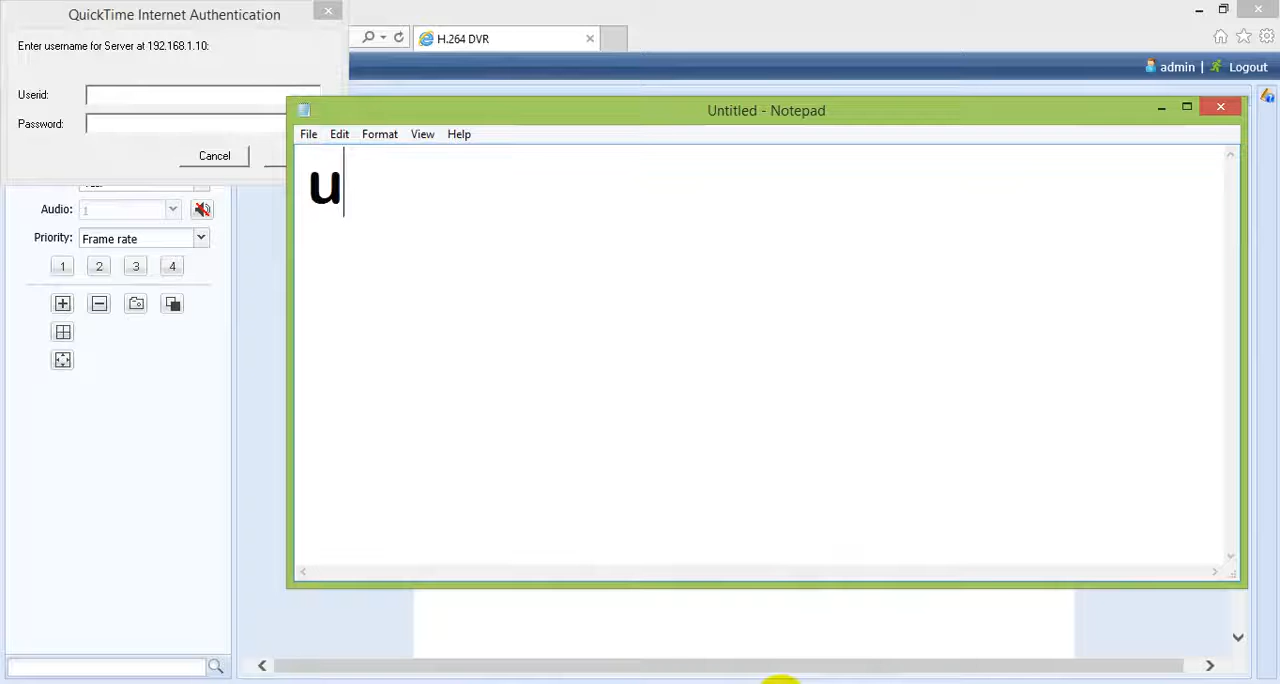 QuickTime Internet Authentication
Enter username for Server at 192.168.1.10:
Userid:
Password:
Cancel
H.264 DVR
admin | Logout
Untitled - Notepad
File Edit Format View Help
u
Audio: 1
Priority: Frame rate
1 2 3 4